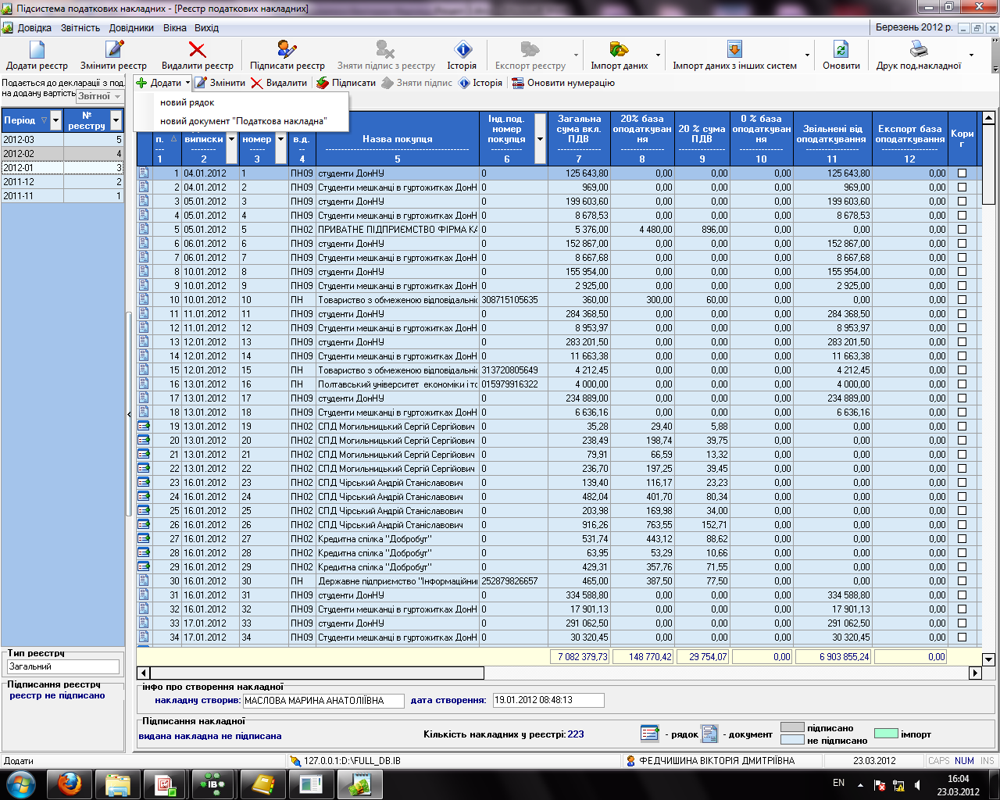 Підсистема податкових накладних - [Реєстр податкових накладних]
Довідка Звітність Довідники Вікна Вихід Березень 2012 р.
Додати реєстр Змінити реєстр Видалити реєстр Підписати реєстр Зняти підпис з реєстру Історія Експорт реєстру Імпорт даних Імпорт даних з інших систем Оновити Друк под.накладної
Подається до декларації з под.
на додану вартість Звітної
Додати Змінити Видалити Підписати Зняти підпис Історія Оновити нумерацію
новий рядок
новий документ "Податкова накладна"
Період № реєстру
2012-03 5
2012-02 4
2012-01 3
2011-12 2
2011-11 1
п. виписки номер в.д. Назва покупця Інд.под. номер покупця Загальна сума вкл. ПДВ 20% база оподаткування 20 % сума ПДВ 0 % база оподаткування Звільнені від оподаткування Експорт база оподаткування Кориг
1 2 3 4 5 6 7 8 9 10 11 12
1 04.01.2012 1 ПН09 студенти ДонНУ 0 125 643,80 0,00 0,00 0,00 125 643,80 0,00
2 04.01.2012 2 ПН09 Студенти мешканці в гуртожитках ДонН 0 969,00 0,00 0,00 0,00 969,00 0,00
3 05.01.2012 3 ПН09 студенти ДонНУ 0 199 603,60 0,00 0,00 0,00 199 603,60 0,00
4 05.01.2012 4 ПН09 Студенти мешканці в гуртожитках ДонН 0 8 678,53 0,00 0,00 0,00 8 678,53 0,00
5 05.01.2012 5 ПН02 ПРИВАТНЕ ПІДПРИЄМСТВО ФІРМА КА 0 5 376,00 4 480,00 896,00 0,00 0,00 0,00
6 06.01.2012 6 ПН09 студенти ДонНУ 0 152 867,00 0,00 0,00 0,00 152 867,00 0,00
7 06.01.2012 7 ПН09 Студенти мешканці в гуртожитках ДонН 0 8 667,68 0,00 0,00 0,00 8 667,68 0,00
8 10.01.2012 8 ПН09 студенти ДонНУ 0 155 954,00 0,00 0,00 0,00 155 954,00 0,00
9 10.01.2012 9 ПН09 Студенти мешканці в гуртожитках ДонН 0 2 925,00 0,00 0,00 0,00 2 925,00 0,00
10 10.01.2012 10 ПН Товариство з обмеженою відповідальніс 308715105635 360,00 300,00 60,00 0,00 0,00 0,00
11 11.01.2012 11 ПН09 студенти ДонНУ 0 284 368,50 0,00 0,00 0,00 284 368,50 0,00
12 11.01.2012 12 ПН09 Студенти мешканці в гуртожитках ДонН 0 8 953,97 0,00 0,00 0,00 8 953,97 0,00
13 12.01.2012 13 ПН09 студенти ДонНУ 0 283 201,50 0,00 0,00 0,00 283 201,50 0,00
14 12.01.2012 14 ПН09 Студенти мешканці в гуртожитках ДонН 0 11 663,38 0,00 0,00 0,00 11 663,38 0,00
15 12.01.2012 15 ПН Товариство з обмеженою відповідальніс 313720805649 4 212,45 0,00 0,00 0,00 4 212,45 0,00
16 13.01.2012 16 ПН Полтавський університет економіки і то 015979916322 4 000,00 0,00 0,00 0,00 4 000,00 0,00
17 13.01.2012 17 ПН09 студенти ДонНУ 0 234 889,00 0,00 0,00 0,00 234 889,00 0,00
18 13.01.2012 18 ПН09 Студенти мешканці в гуртожитках ДонН 0 6 636,16 0,00 0,00 0,00 6 636,16 0,00
19 13.01.2012 19 ПН02 СПД Могильницький Сергій Сергійович 0 35,28 29,40 5,88 0,00 0,00 0,00
20 13.01.2012 20 ПН02 СПД Могильницький Сергій Сергійович 0 238,49 198,74 39,75 0,00 0,00 0,00
21 13.01.2012 21 ПН02 СПД Могильницький Сергій Сергійович 0 79,91 66,59 13,32 0,00 0,00 0,00
22 13.01.2012 22 ПН02 СПД Могильницький Сергій Сергійович 0 236,70 197,25 39,45 0,00 0,00 0,00
23 16.01.2012 23 ПН02 СПД Чірський Андрій Станіславович 0 139,40 116,17 23,23 0,00 0,00 0,00
24 16.01.2012 24 ПН02 СПД Чірський Андрій Станіславович 0 482,04 401,70 80,34 0,00 0,00 0,00
25 16.01.2012 25 ПН02 СПД Чірський Андрій Станіславович 0 203,98 169,98 34,00 0,00 0,00 0,00
26 16.01.2012 26 ПН02 СПД Чірський Андрій Станіславович 0 916,26 763,55 152,71 0,00 0,00 0,00
27 16.01.2012 27 ПН02 Кредитна спілка "Добробут" 0 531,74 443,12 88,62 0,00 0,00 0,00
28 16.01.2012 28 ПН02 Кредитна спілка "Добробут" 0 63,95 53,29 10,66 0,00 0,00 0,00
29 16.01.2012 29 ПН02 Кредитна спілка "Добробут" 0 429,31 357,76 71,55 0,00 0,00 0,00
30 16.01.2012 30 ПН Державне підприємство "Інформаційни 252879826657 465,00 387,50 77,50 0,00 0,00 0,00
31 16.01.2012 31 ПН09 студенти ДонНУ 0 334 588,80 0,00 0,00 0,00 334 588,80 0,00
32 16.01.2012 32 ПН09 Студенти мешканці в гуртожитках ДонН 0 17 901,13 0,00 0,00 0,00 17 901,13 0,00
33 17.01.2012 33 ПН09 студенти ДонНУ 0 291 062,50 0,00 0,00 0,00 291 062,50 0,00
34 17.01.2012 34 ПН09 Студенти мешканці в гуртожитках ДонН 0 30 320,45 0,00 0,00 0,00 30 320,45 0,00
7 082 379,73 148 770,42 29 754,07 0,00 6 903 855,24 0,00
Тип реєстру
Загальний
Підписання реєстру
реєстр не підписано
інфо про створення накладної
накладну створив: МАСЛОВА МАРИНА АНАТОЛІЇВНА дата створення: 19.01.2012 08:48:13
Підписання накладної
видана накладна не підписана Кількість накладних у реєстрі: 223 - рядок - документ підписано не підписано імпорт
Додати 127.0.0.1:D:\FULL_DB.IB ФЕДЧИШИНА ВІКТОРІЯ ДМИТРІЇВНА 23.03.2012 CAPS NUM INS
IB
EN 16:04
23.03.2012